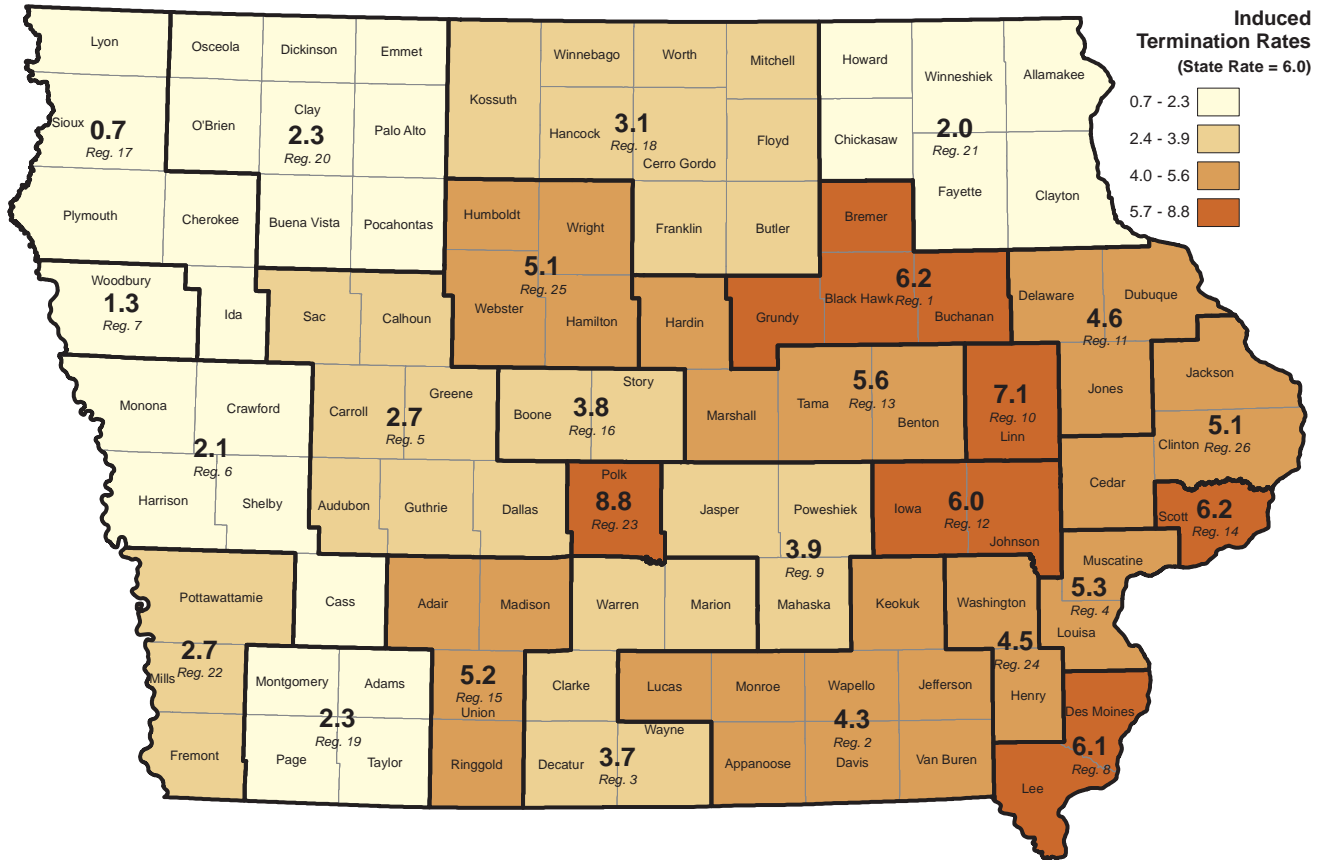 Induced
Termination Rates
(State Rate = 6.0)
0.7 - 2.3
2.4 - 3.9
4.0 - 5.6
5.7 - 8.8
Lyon
Osceola
Dickinson
Emmet
Kossuth
Winnebago
Worth
Mitchell
Howard
Winneshiek
Allamakee
Sioux
0.7
Reg. 17
O'Brien
Clay
2.3
Reg. 20
Palo Alto
Hancock
3.1
Reg. 18
Cerro Gordo
Floyd
Chickasaw
2.0
Reg. 21
Fayette
Clayton
Plymouth
Cherokee
Buena Vista
Pocahontas
Humboldt
Wright
Franklin
Butler
Bremer
Woodbury
1.3
Reg. 7
Ida
Sac
Calhoun
5.1
Reg. 25
Webster
Hamilton
Hardin
Grundy
6.2
Black Hawk
Reg. 1
Buchanan
Delaware
Dubuque
4.6
Reg. 11
Jones
Jackson
Monona
Crawford
2.1
Reg. 6
Harrison
Shelby
Carroll
Greene
2.7
Reg. 5
Boone
Story
3.8
Reg. 16
Marshall
Tama
5.6
Reg. 13
Benton
7.1
Reg. 10
Linn
5.1
Clinton
Reg. 26
Audubon
Guthrie
Dallas
Polk
8.8
Reg. 23
Jasper
Poweshiek
3.9
Reg. 9
Iowa
6.0
Reg. 12
Johnson
Cedar
Scott
6.2
Reg. 14
Muscatine
5.3
Reg. 4
Louisa
Pottawattamie
Cass
Adair
Madison
Warren
Marion
Mahaska
Keokuk
Washington
4.5
Reg. 24
Henry
2.7
Mills
Reg. 22
Fremont
Montgomery
Adams
2.3
Reg. 19
Page
Taylor
5.2
Reg. 15
Union
Ringgold
Clarke
Lucas
Monroe
Wapello
Jefferson
Decatur
3.7
Reg. 3
Wayne
Appanoose
4.3
Reg. 2
Davis
Van Buren
Des Moines
6.1
Reg. 8
Lee